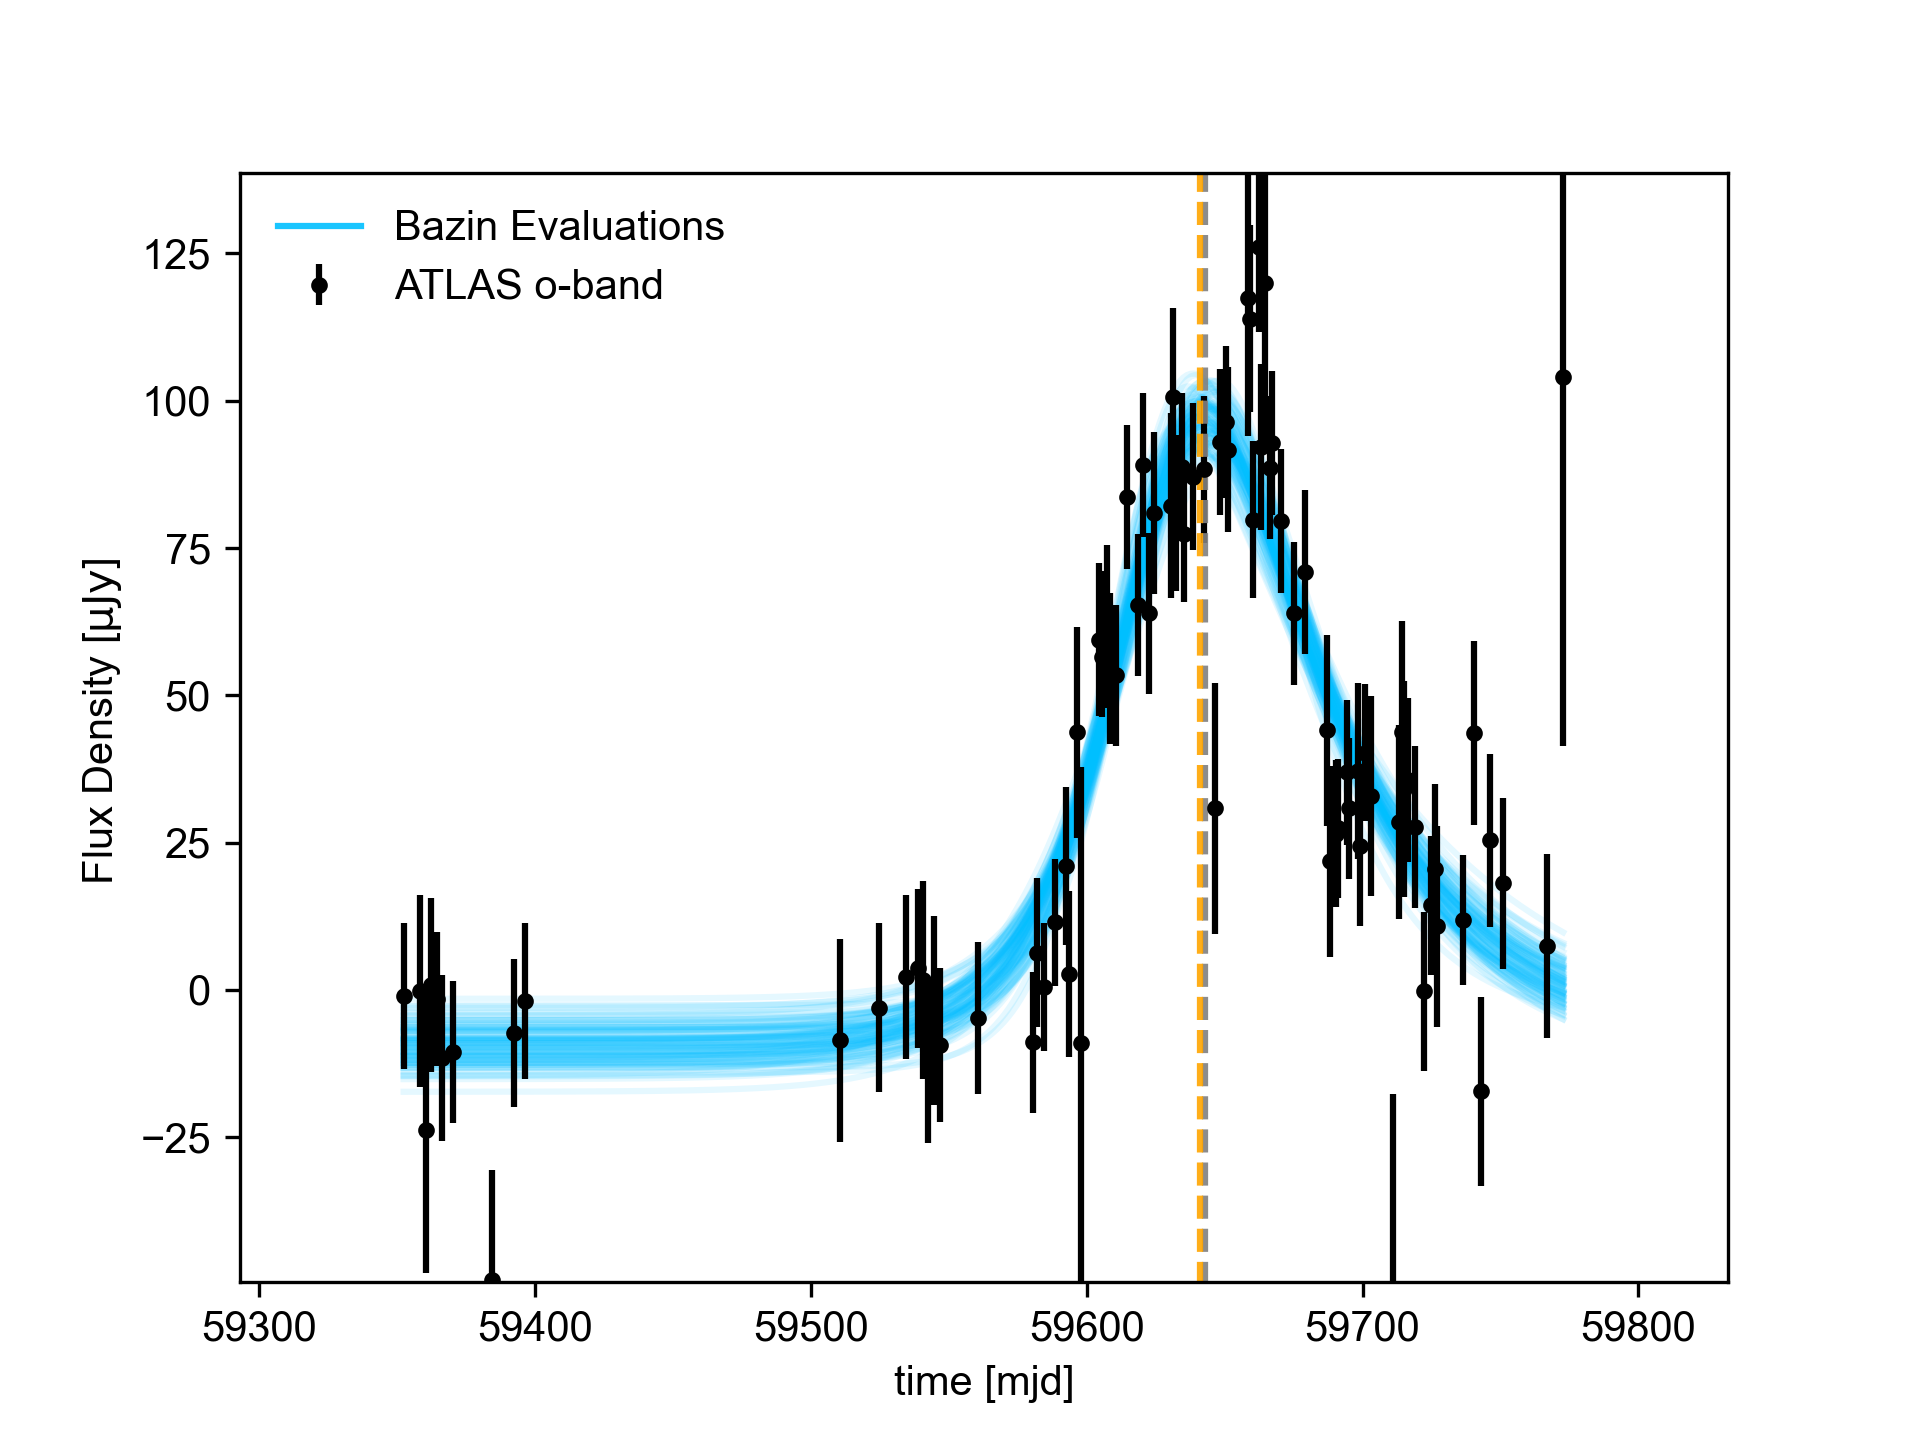 Bazin Evaluations
ATLAS o-band
125
100
75
50
25
0
−25
Flux Density [µJy]
59300 59400 59500 59600 59700 59800
time [mjd]